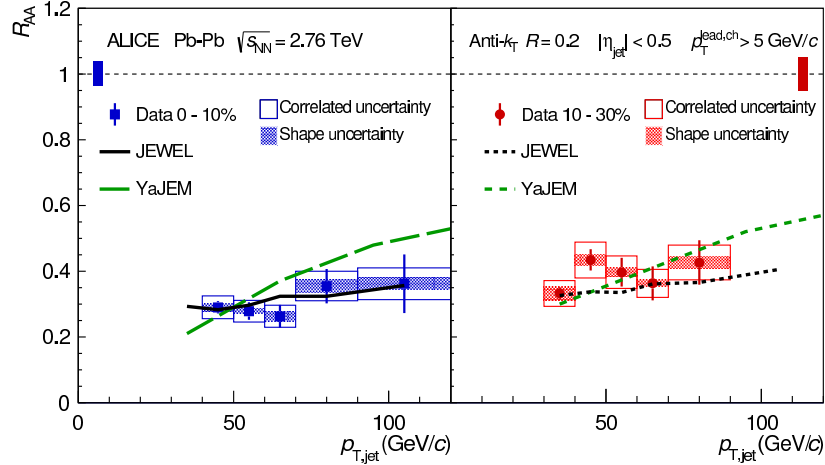 R_AA
1.2
1
0.8
0.6
0.4
0.2
0
ALICE Pb-Pb √s_NN = 2.76 TeV
Data 0 - 10%
Correlated uncertainty
Shape uncertainty
JEWEL
YaJEM
50
100
p_T,jet (GeV/c)
Anti-k_T R = 0.2 |η_jet| < 0.5 p_T^lead,ch > 5 GeV/c
Data 10 - 30%
Correlated uncertainty
Shape uncertainty
JEWEL
YaJEM
0
50
100
p_T,jet (GeV/c)